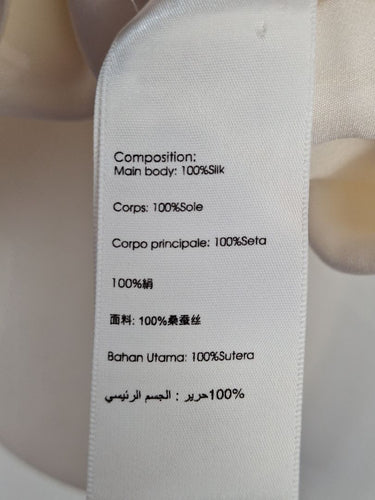 Composition:
Main body: 100%Silk
Corps: 100%Sole
Corpo principale: 100%Seta
100%絹
面料: 100%桑蚕丝
Bahan Utama: 100%Sutera
100%حرير : الجسم الرئيسي